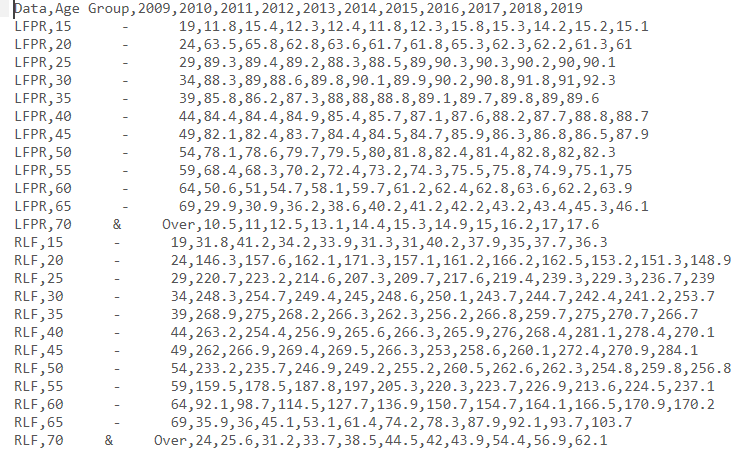 Data,Age Group,2009,2010,2011,2012,2013,2014,2015,2016,2017,2018,2019
LFPR,15 - 19,11.8,15.4,12.3,12.4,11.8,12.3,15.8,15.3,14.2,15.2,15.1
LFPR,20 - 24,63.5,65.8,62.8,63.6,61.7,61.8,65.3,62.3,62.2,61.3,61
LFPR,25 - 29,89.3,89.4,89.2,88.3,88.5,89,90.3,90.3,90.2,90,90.1
LFPR,30 - 34,88.3,89,88.6,89.8,90.1,89.9,90.2,90.8,91.8,91,92.3
LFPR,35 - 39,85.8,86.2,87.3,88,88,88.8,89.1,89.7,89.8,89,89.6
LFPR,40 - 44,84.4,84.4,84.9,85.4,85.7,87.1,87.6,88.2,87.7,88.8,88.7
LFPR,45 - 49,82.1,82.4,83.7,84.4,84.5,84.7,85.9,86.3,86.8,86.5,87.9
LFPR,50 - 54,78.1,78.6,79.7,79.5,80,81.8,82.4,81.4,82.8,82,82.3
LFPR,55 - 59,68.4,68.3,70.2,72.4,73.2,74.3,75.5,75.8,74.9,75.1,75
LFPR,60 - 64,50.6,51,54.7,58.1,59.7,61.2,62.4,62.8,63.6,62.2,63.9
LFPR,65 - 69,29.9,30.9,36.2,38.6,40.2,41.2,42.2,43.2,43.4,45.3,46.1
LFPR,70 & Over,10.5,11,12.5,13.1,14.4,15.3,14.9,15,16.2,17,17.6
RLF,15 - 19,31.8,41.2,34.2,33.9,31.3,31,40.2,37.9,35,37.7,36.3
RLF,20 - 24,146.3,157.6,162.1,171.3,157.1,161.2,166.2,162.5,153.2,151.3,148.9
RLF,25 - 29,220.7,223.2,214.6,207.3,209.7,217.6,219.4,239.3,229.3,236.7,239
RLF,30 - 34,248.3,254.7,249.4,245,248.6,250.1,243.7,244.7,242.4,241.2,253.7
RLF,35 - 39,268.9,275,268.2,266.3,262.3,256.2,266.8,259.7,275,270.7,266.7
RLF,40 - 44,263.2,254.4,256.9,265.6,266.3,265.9,276,268.4,281.1,278.4,270.1
RLF,45 - 49,262,266.9,269.4,269.5,266.3,253,258.6,260.1,272.4,270.9,284.1
RLF,50 - 54,233.2,235.7,246.9,249.2,255.2,260.5,262.6,262.3,254.8,259.8,256.8
RLF,55 - 59,159.5,178.5,187.8,197,205.3,220.3,223.7,226.9,213.6,224.5,237.1
RLF,60 - 64,92.1,98.7,114.5,127.7,136.9,150.7,154.7,164.1,166.5,170.9,170.2
RLF,65 - 69,35.9,36,45.1,53.1,61.4,74.2,78.3,87.9,92.1,93.7,103.7
RLF,70 & Over,24,25.6,31.2,33.7,38.5,44.5,42,43.9,54.4,56.9,62.1